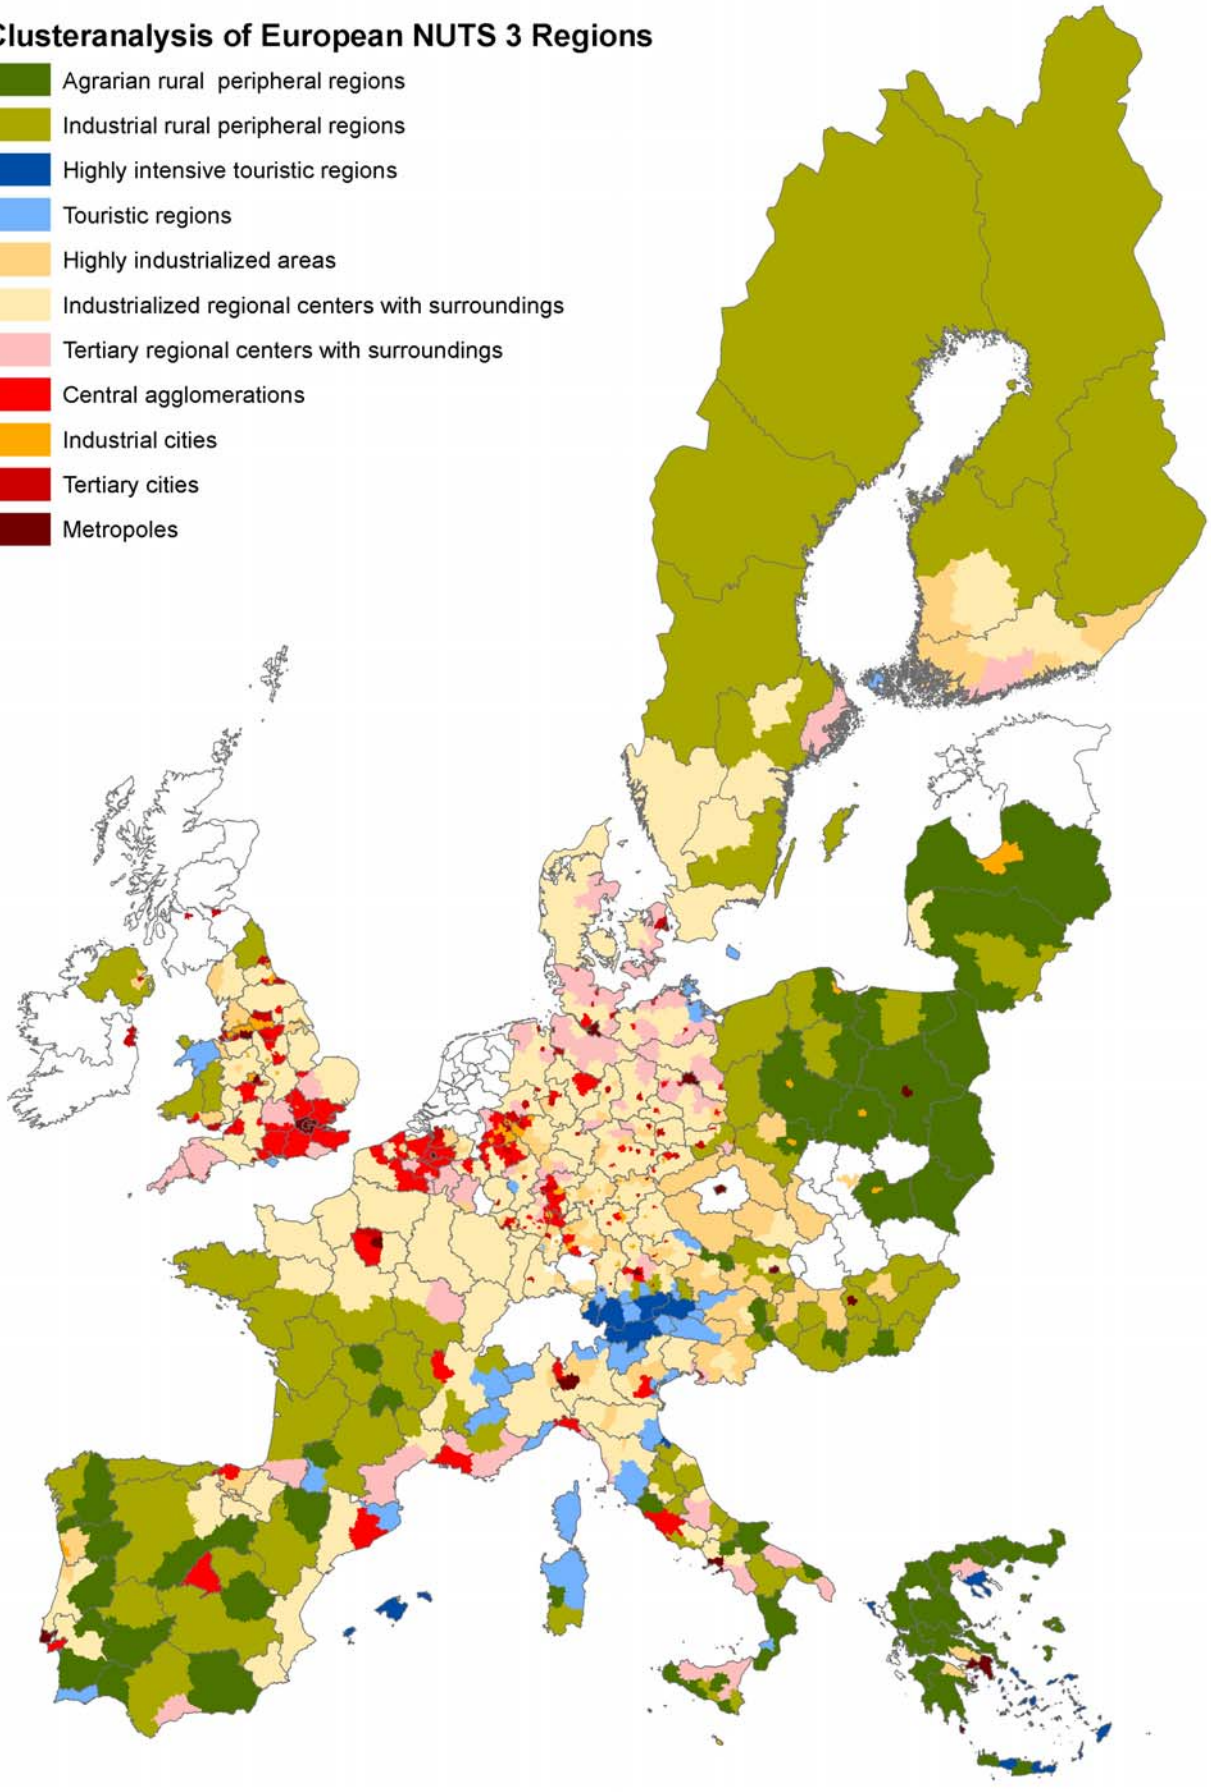 Clusteranalysis of European NUTS 3 Regions
Agrarian rural peripheral regions
Industrial rural peripheral regions
Highly intensive touristic regions
Touristic regions
Highly industrialized areas
Industrialized regional centers with surroundings
Tertiary regional centers with surroundings
Central agglomerations
Industrial cities
Tertiary cities
Metropoles